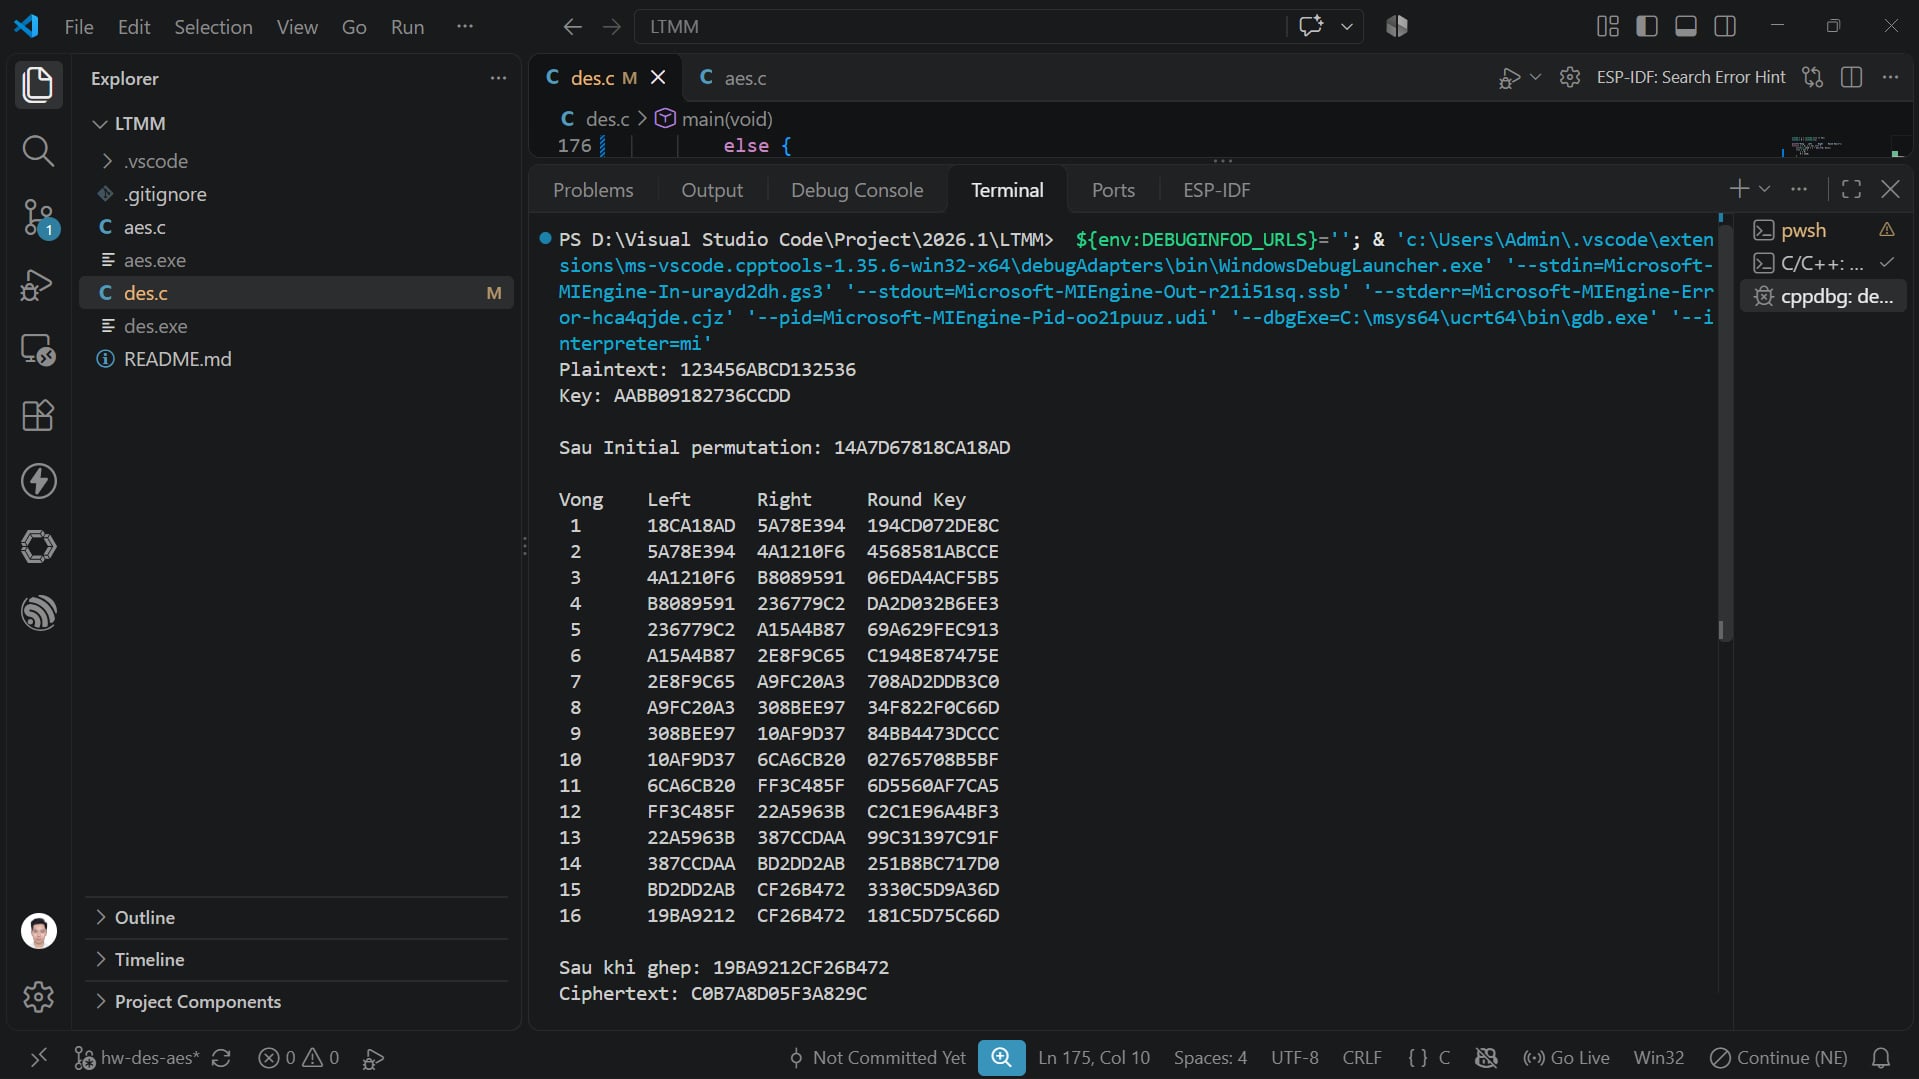 File Edit Selection View Go Run ···
LTMM
Explorer
LTMM
.vscode
.gitignore
aes.c
aes.exe
des.c M
des.exe
README.md
Outline
Timeline
Project Components
des.c M
aes.c
ESP-IDF: Search Error Hint
des.c > main(void)
176 else {
Problems Output Debug Console Terminal Ports ESP-IDF
pwsh
C/C++: ...
cppdbg: de...
PS D:\Visual Studio Code\Project\2026.1\LTMM> ${env:DEBUGINFOD_URLS}=''; & 'c:\Users\Admin\.vscode\exten
sions\ms-vscode.cpptools-1.35.6-win32-x64\debugAdapters\bin\WindowsDebugLauncher.exe' '--stdin=Microsoft-
MIEngine-In-urayd2dh.gs3' '--stdout=Microsoft-MIEngine-Out-r21i51sq.ssb' '--stderr=Microsoft-MIEngine-Err
or-hca4qjde.cjz' '--pid=Microsoft-MIEngine-Pid-oo21puuz.udi' '--dbgExe=C:\msys64\ucrt64\bin\gdb.exe' '--i
nterpreter=mi'
Plaintext: 123456ABCD132536
Key: AABB09182736CCDD
Sau Initial permutation: 14A7D67818CA18AD
Vong Left Right Round Key
1 18CA18AD 5A78E394 194CD072DE8C
2 5A78E394 4A1210F6 4568581ABCCE
3 4A1210F6 B8089591 06EDA4ACF5B5
4 B8089591 236779C2 DA2D032B6EE3
5 236779C2 A15A4B87 69A629FEC913
6 A15A4B87 2E8F9C65 C1948E87475E
7 2E8F9C65 A9FC20A3 708AD2DDB3C0
8 A9FC20A3 308BEE97 34F822F0C66D
9 308BEE97 10AF9D37 84BB4473DCCC
10 10AF9D37 6CA6CB20 02765708B5BF
11 6CA6CB20 FF3C485F 6D5560AF7CA5
12 FF3C485F 22A5963B C2C1E96A4BF3
13 22A5963B 387CCDAA 99C31397C91F
14 387CCDAA BD2DD2AB 251B8BC717D0
15 BD2DD2AB CF26B472 3330C5D9A36D
16 19BA9212 CF26B472 181C5D75C66D
Sau khi ghep: 19BA9212CF26B472
Ciphertext: C0B7A8D05F3A829C
1
hw-des-aes* 0 0 Not Committed Yet Ln 175, Col 10 Spaces: 4 UTF-8 CRLF { } C Go Live Win32 Continue (NE)